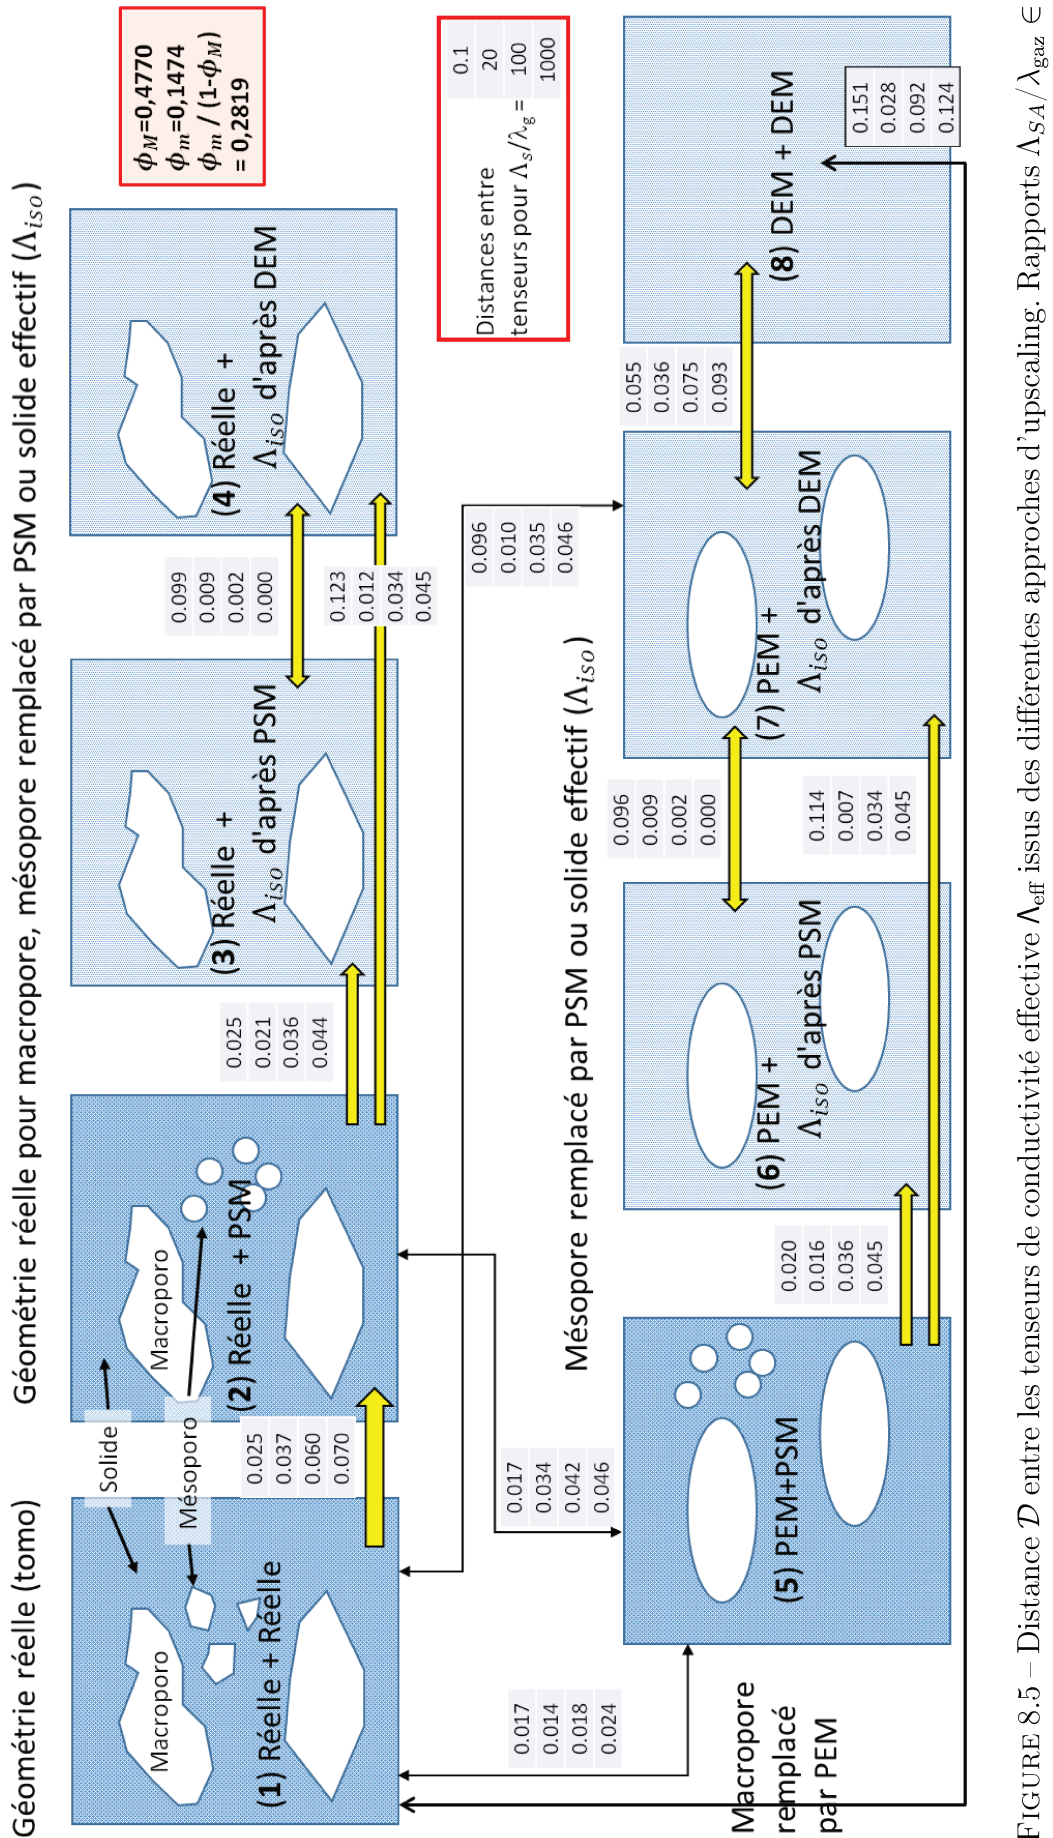 Géométrie réelle (tomo)
Géométrie réelle pour macropore, mésopore remplacé par PSM ou solide effectif (Λiso)
Macroporo
(1) Réelle + Réelle
Solide
Mésoporo
0.025
0.037
0.060
0.070
Macroporo
(2) Réelle + PSM
0.025
0.021
0.036
0.044
(3) Réelle +
Λiso d'après PSM
0.099
0.009
0.002
0.000
0.123
0.012
0.034
0.045
(4) Réelle +
Λiso d'après DEM
ϕM=0,4770
ϕm=0,1474
ϕm / (1-ϕM)
= 0,2819
Distances entre
tenseurs pour Λs/λg =
0.1
20
100
1000
0.017
0.014
0.018
0.024
0.017
0.034
0.042
0.046
0.096
0.010
0.035
0.046
Mésopore remplacé par PSM ou solide effectif (Λiso)
Macropore
remplacé
par PEM
(5) PEM+PSM
0.020
0.016
0.036
0.045
(6) PEM +
Λiso d'après PSM
0.096
0.009
0.002
0.000
0.114
0.007
0.034
0.045
(7) PEM +
Λiso d'après DEM
0.055
0.036
0.075
0.093
(8) DEM + DEM
0.151
0.028
0.092
0.124
FIGURE 8.5 – Distance 𝒟 entre les tenseurs de conductivité effective Λeff issus des différentes approches d'upscaling. Rapports ΛSA/λgaz ∈